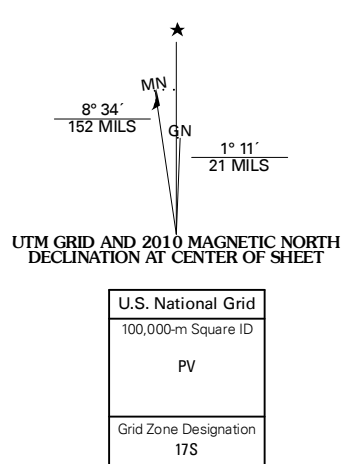 ★
MN
8° 34´
152 MILS
GN
1° 11´
21 MILS
UTM GRID AND 2010 MAGNETIC NORTH
DECLINATION AT CENTER OF SHEET
U.S. National Grid
100,000-m Square ID
PV
Grid Zone Designation
17S